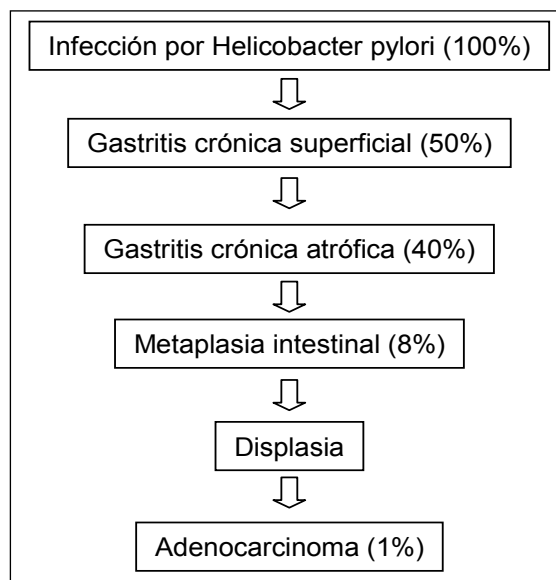 Infección por Helicobacter pylori (100%)
Gastritis crónica superficial (50%)
Gastritis crónica atrófica (40%)
Metaplasia intestinal (8%)
Displasia
Adenocarcinoma (1%)